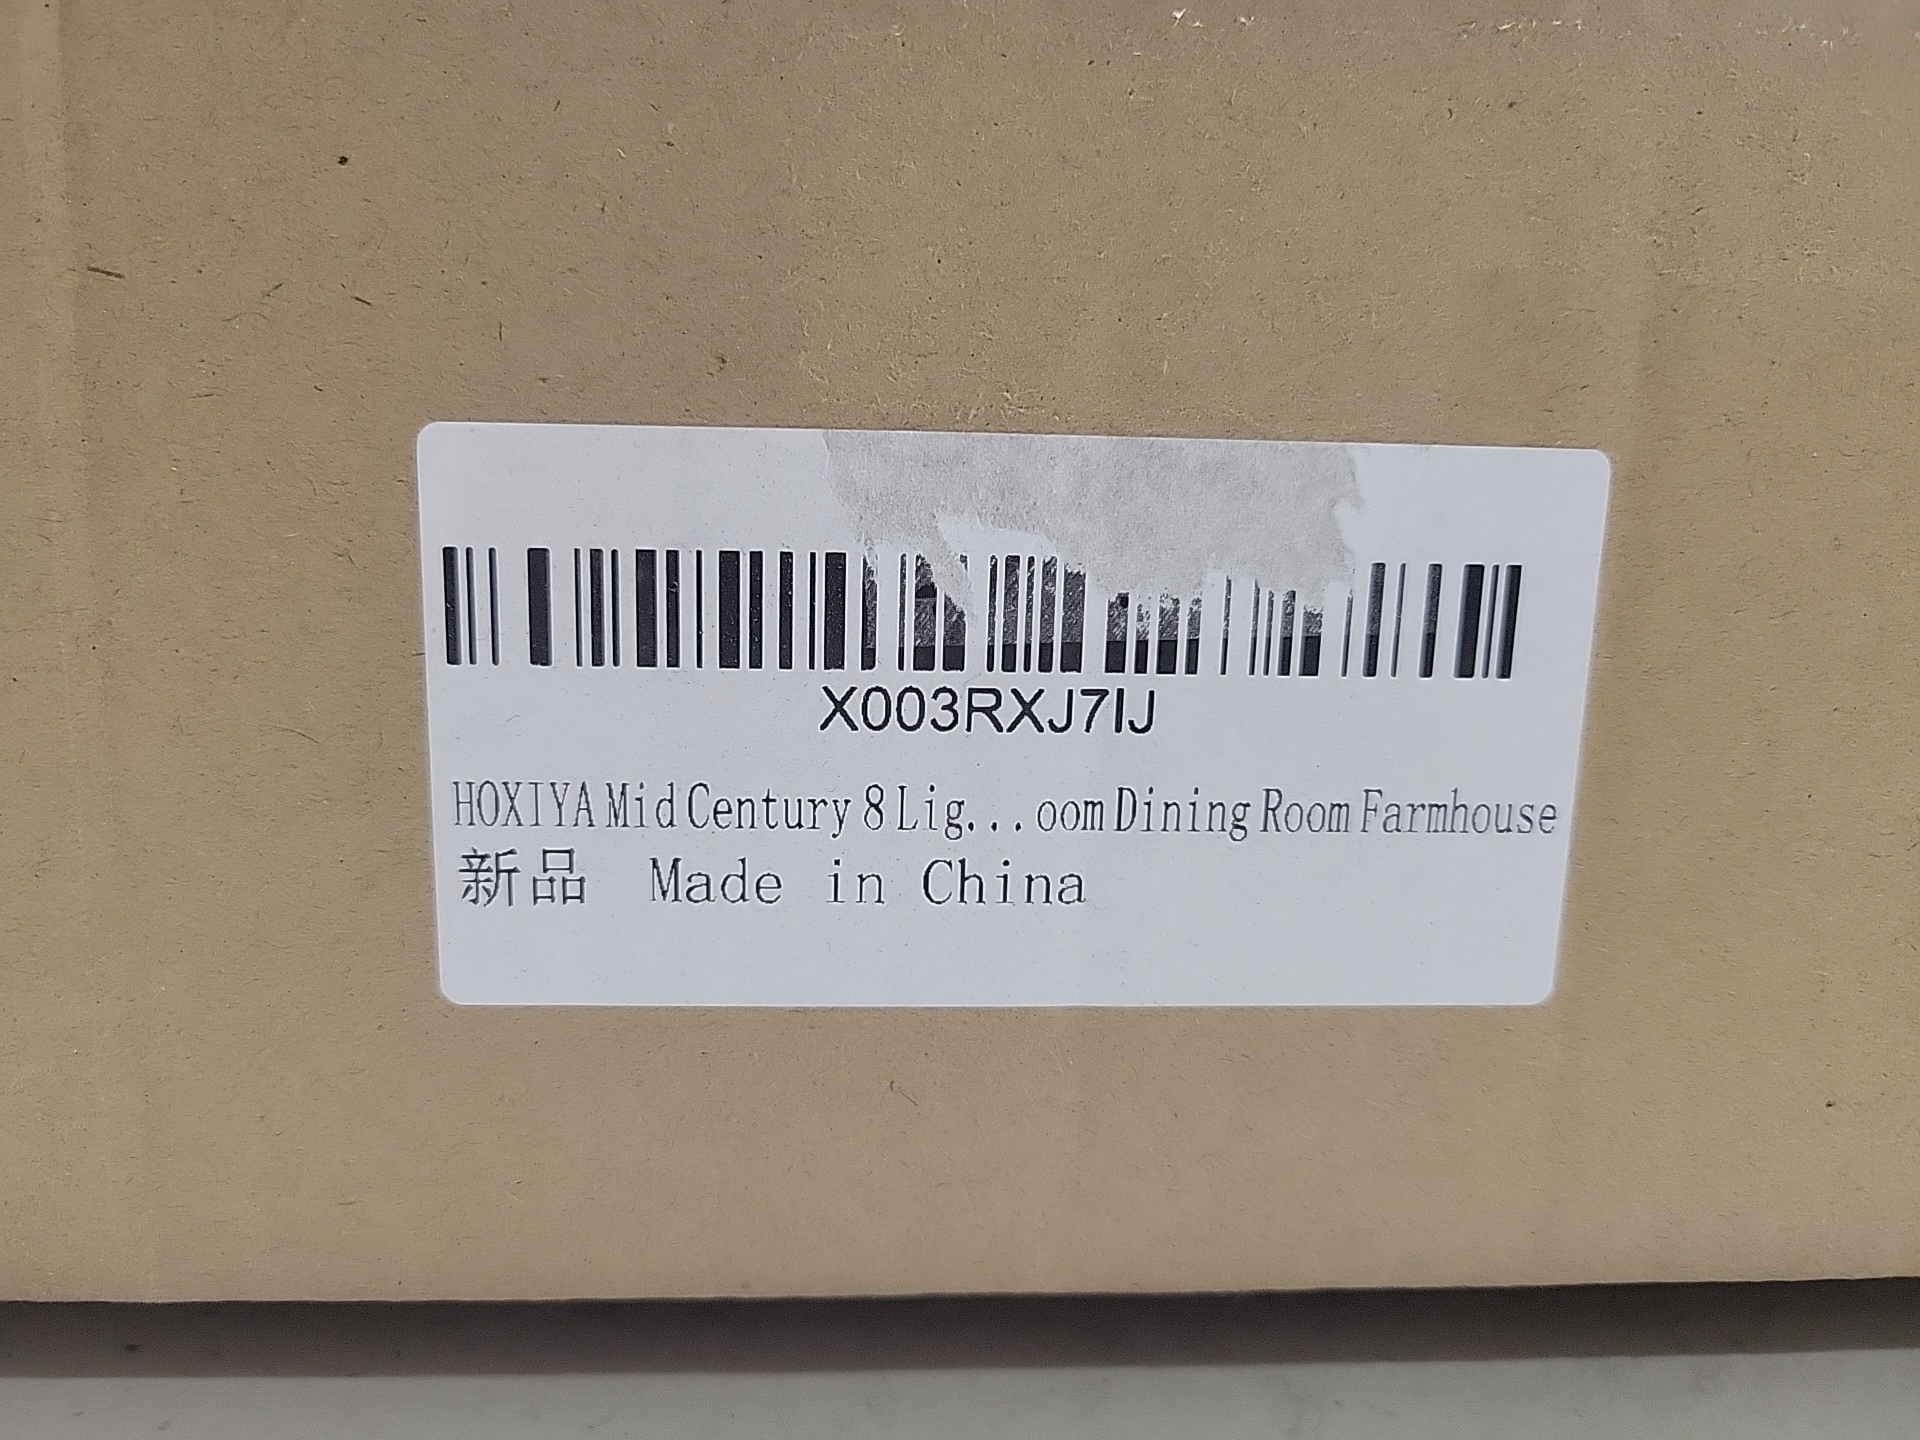 X003RXJ7IJ
HOXIYA Mid Century 8 Lig...oom Dining Room Farmhouse
新品 Made in China